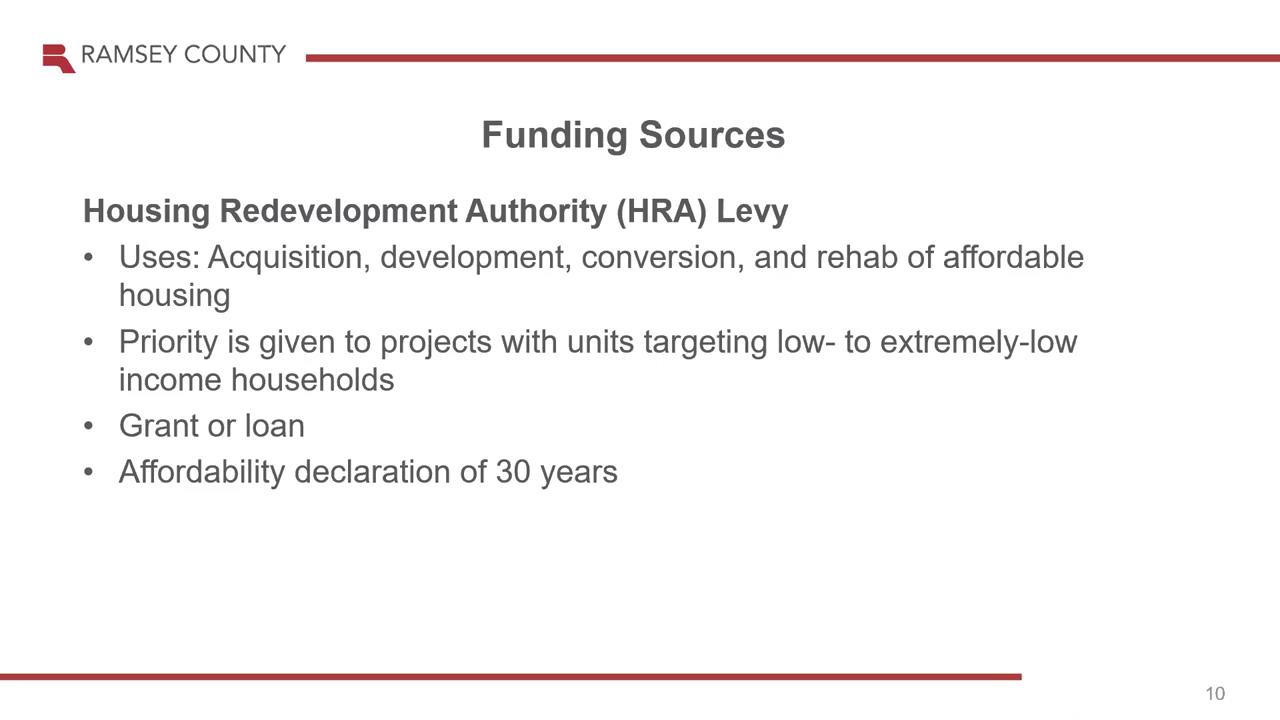 RAMSEY COUNTY
Funding Sources
Housing Redevelopment Authority (HRA) Levy
• Uses: Acquisition, development, conversion, and rehab of affordable
housing
• Priority is given to projects with units targeting low- to extremely-low
income households
• Grant or loan
• Affordability declaration of 30 years
10